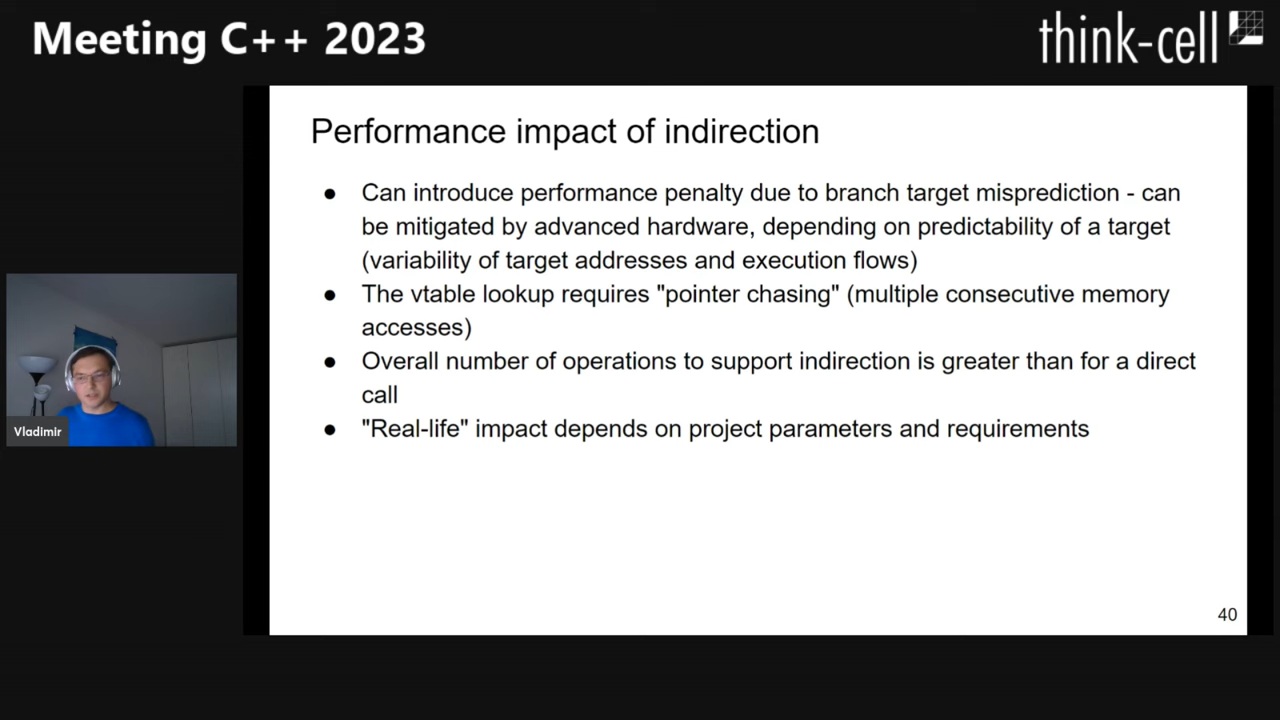 Meeting C++ 2023
think-cell
Performance impact of indirection
● Can introduce performance penalty due to branch target misprediction - can
be mitigated by advanced hardware, depending on predictability of a target
(variability of target addresses and execution flows)
● The vtable lookup requires "pointer chasing" (multiple consecutive memory
accesses)
● Overall number of operations to support indirection is greater than for a direct
call
● "Real-life" impact depends on project parameters and requirements
Vladimir
40